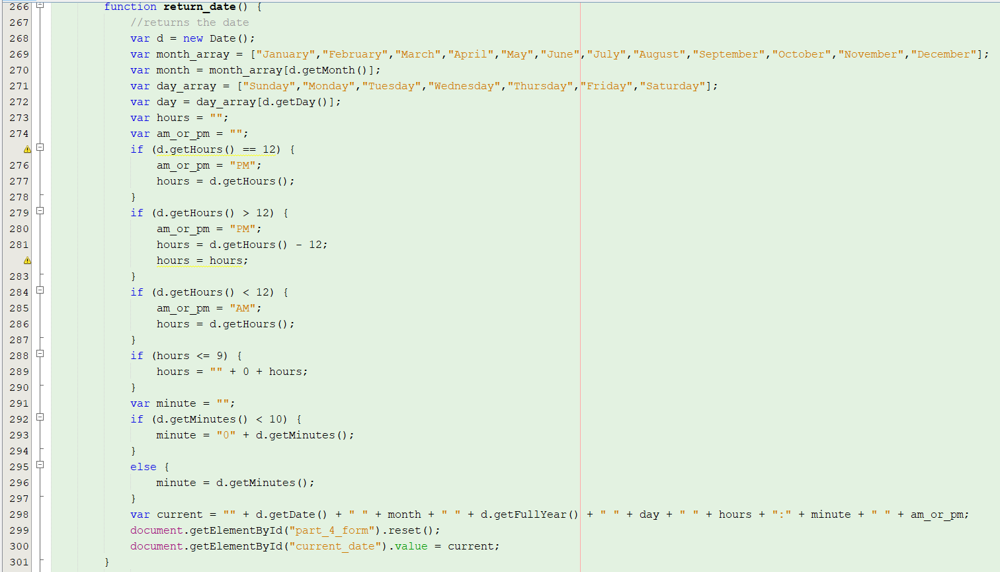 266 function return_date() {
267 //returns the date
268 var d = new Date();
269 var month_array = ["January","February","March","April","May","June","July","August","September","October","November","December"];
270 var month = month_array[d.getMonth()];
271 var day_array = ["Sunday","Monday","Tuesday","Wednesday","Thursday","Friday","Saturday"];
272 var day = day_array[d.getDay()];
273 var hours = "";
274 var am_or_pm = "";
if (d.getHours() == 12) {
276 am_or_pm = "PM";
277 hours = d.getHours();
278 }
279 if (d.getHours() > 12) {
280 am_or_pm = "PM";
281 hours = d.getHours() - 12;
hours = hours;
283 }
284 if (d.getHours() < 12) {
285 am_or_pm = "AM";
286 hours = d.getHours();
287 }
288 if (hours <= 9) {
289 hours = "" + 0 + hours;
290 }
291 var minute = "";
292 if (d.getMinutes() < 10) {
293 minute = "0" + d.getMinutes();
294 }
295 else {
296 minute = d.getMinutes();
297 }
298 var current = "" + d.getDate() + " " + month + " " + d.getFullYear() + " " + day + " " + hours + ":" + minute + " " + am_or_pm;
299 document.getElementById("part_4_form").reset();
300 document.getElementById("current_date").value = current;
301 }